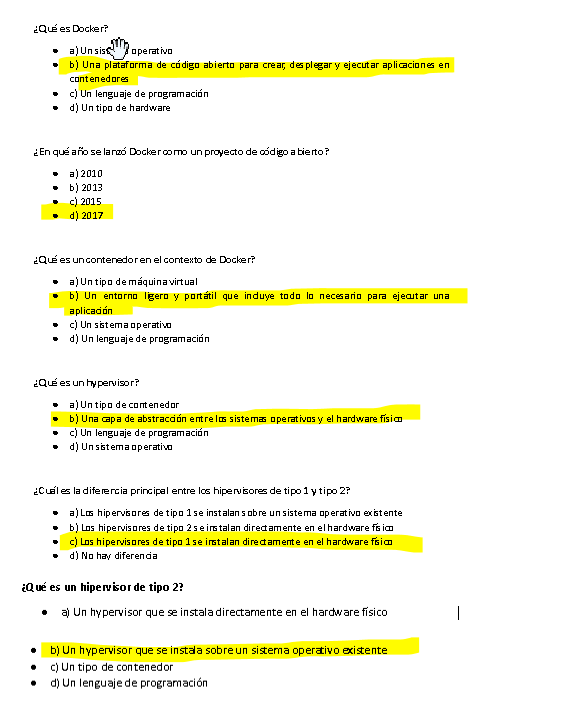 ¿Qué es Docker?
• a) Un sis operativo
• b) Una plataforma de código abierto para crear, desplegar y ejecutar aplicaciones en
contenedores
• c) Un lenguaje de programación
• d) Un tipo de hardware
¿En qué año se lanzó Docker como un proyecto de código abierto?
• a) 2010
• b) 2013
• c) 2015
• d) 2017
¿Qué es un contenedor en el contexto de Docker?
• a) Un tipo de máquina virtual
• b) Un entorno ligero y portátil que incluye todo lo necesario para ejecutar una
aplicación
• c) Un sistema operativo
• d) Un lenguaje de programación
¿Qué es un hypervisor?
• a) Un tipo de contenedor
• b) Una capa de abstracción entre los sistemas operativos y el hardware físico
• c) Un lenguaje de programación
• d) Un sistema operativo
¿Cuál es la diferencia principal entre los hipervisores de tipo 1 y tipo 2?
• a) Los hipervisores de tipo 1 se instalan sobre un sistema operativo existente
• b) Los hipervisores de tipo 2 se instalan directamente en el hardware físico
• c) Los hipervisores de tipo 1 se instalan directamente en el hardware físico
• d) No hay diferencia
¿Qué es un hipervisor de tipo 2?
• a) Un hypervisor que se instala directamente en el hardware físico
• b) Un hypervisor que se instala sobre un sistema operativo existente
• c) Un tipo de contenedor
• d) Un lenguaje de programación